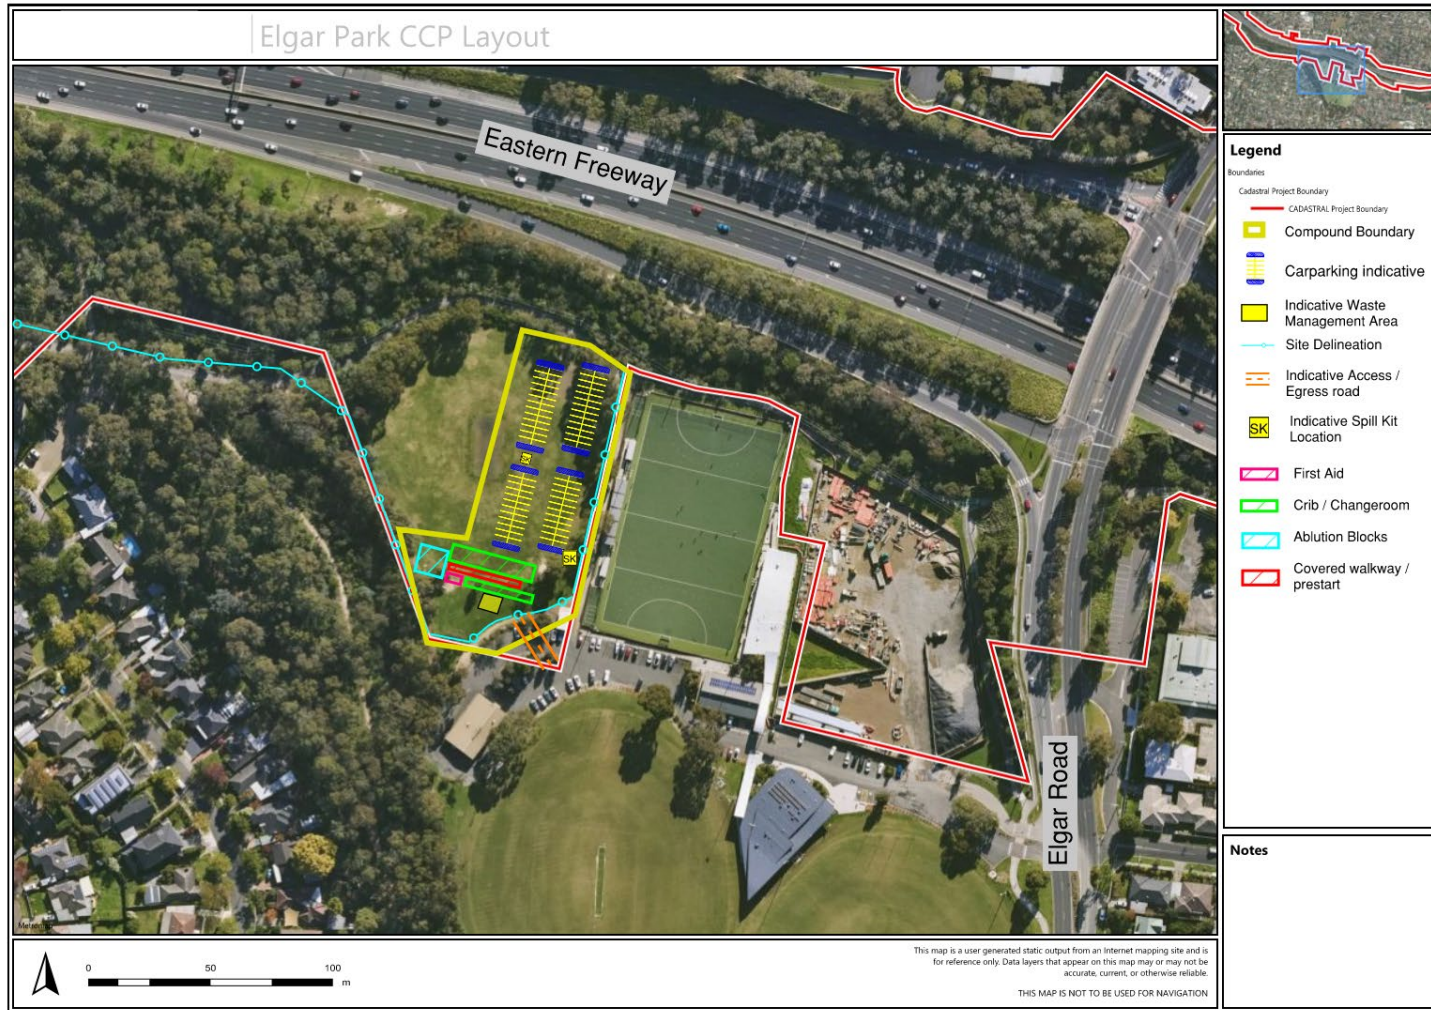 Elgar Park CCP Layout
Eastern Freeway
SK
SK
Elgar Road
Legend
Boundaries
Cadastral Project Boundary
CADASTRAL Project Boundary
Compound Boundary
Carparking indicative
Indicative Waste
Management Area
Site Delineation
Indicative Access /
Egress road
SK
Indicative Spill Kit
Location
First Aid
Crib / Changeroom
Ablution Blocks
Covered walkway /
prestart
Notes
0 50 100
m
This map is a user generated static output from an Internet mapping site and is
for reference only. Data layers that appear on this map may or may not be
accurate, current, or otherwise reliable.
THIS MAP IS NOT TO BE USED FOR NAVIGATION